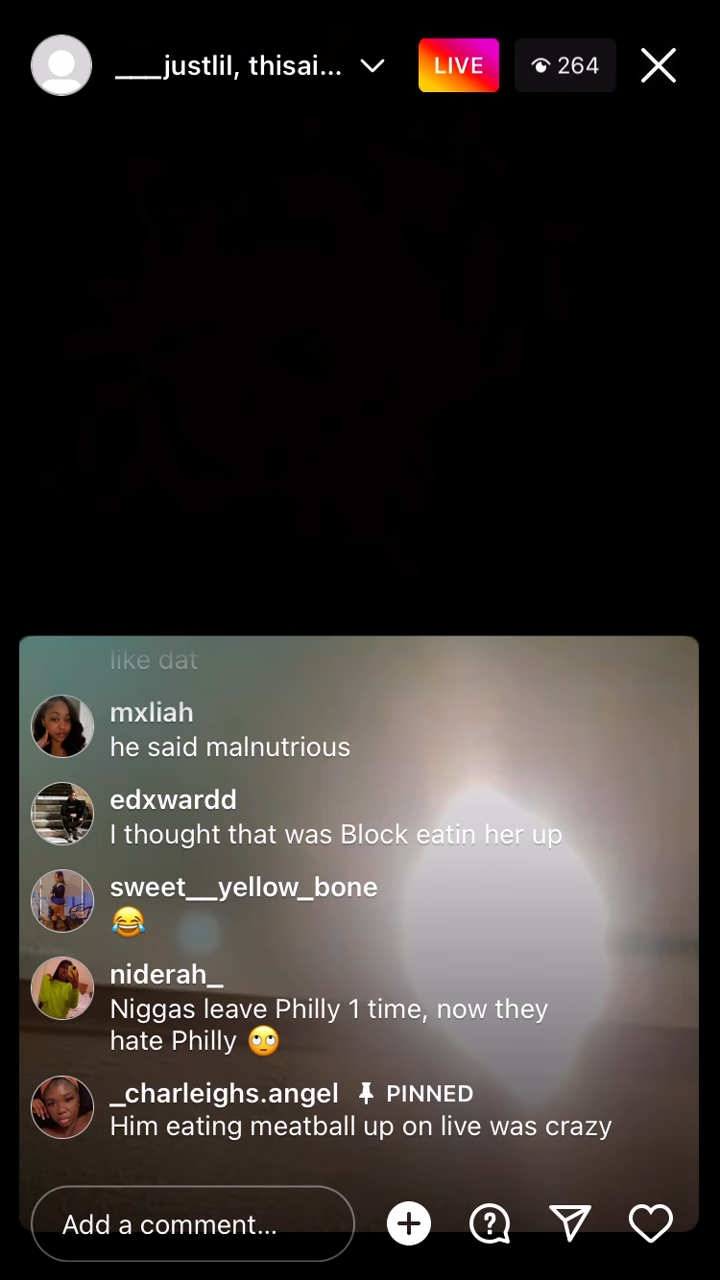 ___justlil, thisai...
LIVE
264
like dat
mxliah
he said malnutrious
edxwardd
I thought that was Block eatin her up
sweet__yellow_bone
😂
niderah_
Niggas leave Philly 1 time, now they
hate Philly 🙄
_charleighs.angel PINNED
Him eating meatball up on live was crazy
Add a comment...